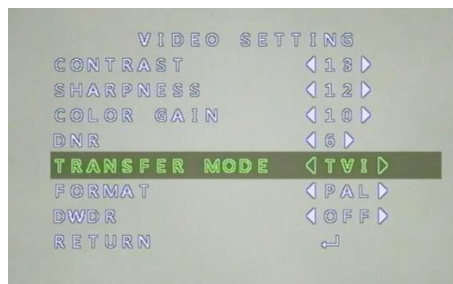 VIDEO SETTING
CONTRAST ◁13▷
SHARPNESS ◁12▷
COLOR GAIN ◁10▷
DNR ◁6▷
TRANSFER MODE ◁TVI▷
FORMAT ◁PAL▷
DWDR ◁OFF▷
RETURN ↵